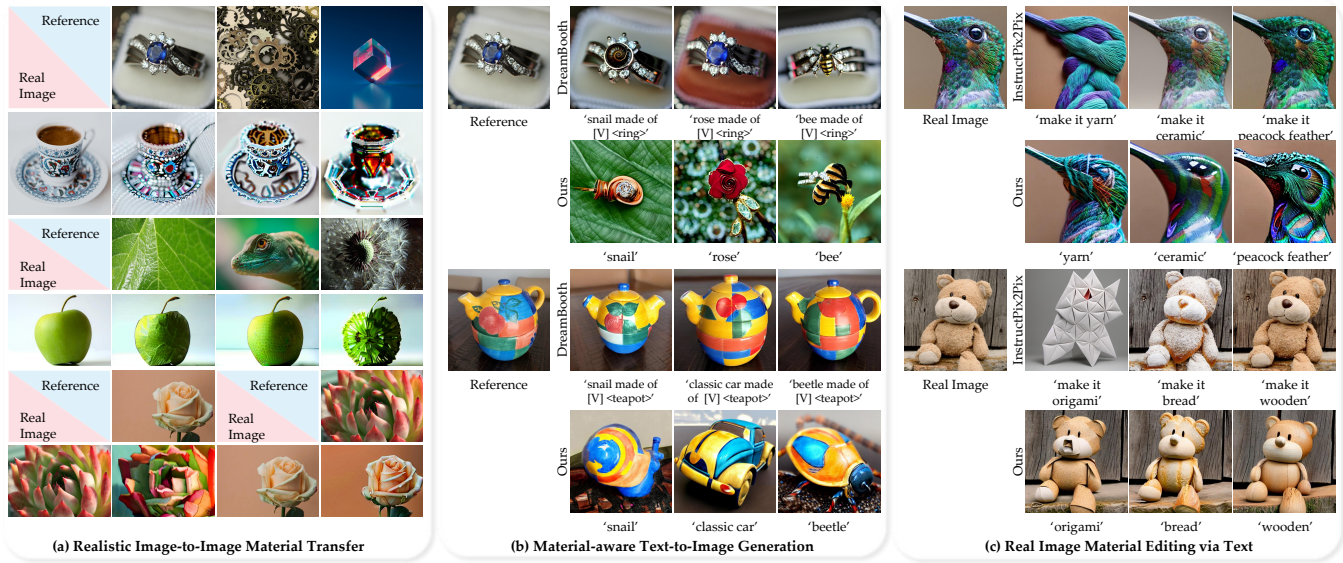 Reference
Real
Image
Reference
Real
Image
Reference
Real
Image
Reference
Real
Image
(a) Realistic Image-to-Image Material Transfer
DreamBooth
Reference
‘snail made of
[V] <ring>’
‘rose made of
[V] <ring>’
‘bee made of
[V] <ring>’
Ours
‘snail’
‘rose’
‘bee’
DreamBooth
Reference
‘snail made of
[V] <teapot>’
‘classic car made
of [V] <teapot>’
‘beetle made of
[V] <teapot>’
Ours
‘snail’
‘classic car’
‘beetle’
(b) Material-aware Text-to-Image Generation
InstructPix2Pix
Real Image
‘make it yarn’
‘make it
ceramic’
‘make it
peacock feather’
Ours
‘yarn’
‘ceramic’
‘peacock feather’
InstructPix2Pix
Real Image
‘make it
origami’
‘make it
bread’
‘make it
wooden’
Ours
‘origami’
‘bread’
‘wooden’
(c) Real Image Material Editing via Text